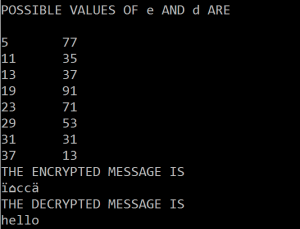 POSSIBLE VALUES OF e AND d ARE
5 77
11 35
13 37
19 91
23 71
29 53
31 31
37 13
THE ENCRYPTED MESSAGE IS
ï⌂ccä
THE DECRYPTED MESSAGE IS
hello